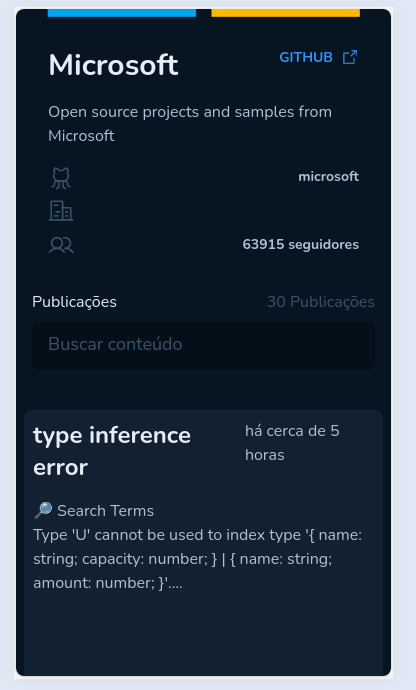 Microsoft
GITHUB
Open source projects and samples from
Microsoft
microsoft
63915 seguidores
Publicações
30 Publicações
Buscar conteúdo
type inference
error
há cerca de 5
horas
🔎 Search Terms
Type 'U' cannot be used to index type '{ name:
string; capacity: number; } | { name: string;
amount: number; }'....